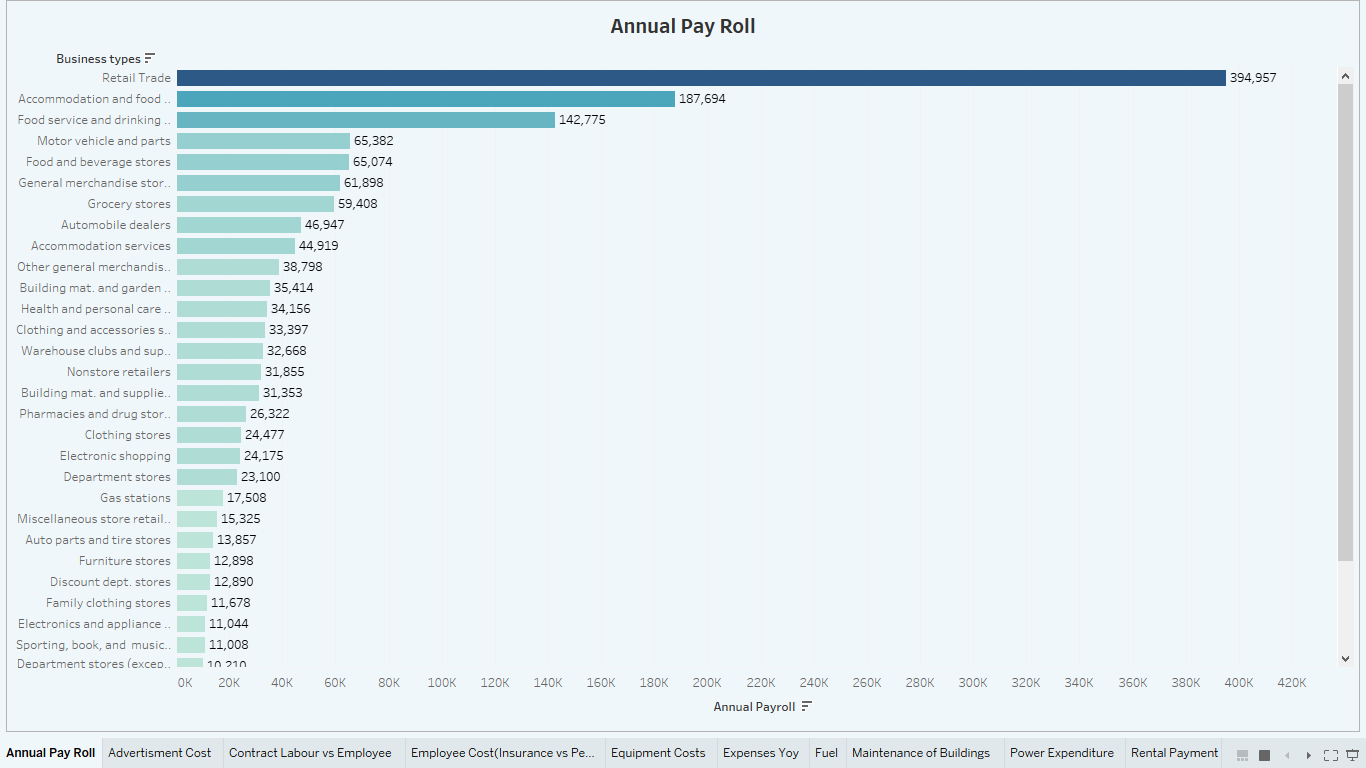 Annual Pay Roll
Business types
Retail Trade 394,957
Accommodation and food .. 187,694
Food service and drinking .. 142,775
Motor vehicle and parts 65,382
Food and beverage stores 65,074
General merchandise stor.. 61,898
Grocery stores 59,408
Automobile dealers 46,947
Accommodation services 44,919
Other general merchandis.. 38,798
Building mat. and garden .. 35,414
Health and personal care .. 34,156
Clothing and accessories s.. 33,397
Warehouse clubs and sup.. 32,668
Nonstore retailers 31,855
Building mat. and supplie.. 31,353
Pharmacies and drug stor.. 26,322
Clothing stores 24,477
Electronic shopping 24,175
Department stores 23,100
Gas stations 17,508
Miscellaneous store retail.. 15,325
Auto parts and tire stores 13,857
Furniture stores 12,898
Discount dept. stores 12,890
Family clothing stores 11,678
Electronics and appliance .. 11,044
Sporting, book, and music.. 11,008
Department stores (excep.. 10,210
0K 20K 40K 60K 80K 100K 120K 140K 160K 180K 200K 220K 240K 260K 280K 300K 320K 340K 360K 380K 400K 420K
Annual Payroll
Annual Pay Roll Advertisment Cost Contract Labour vs Employee Employee Cost(Insurance vs Pe... Equipment Costs Expenses Yoy Fuel Maintenance of Buildings Power Expenditure Rental Payment